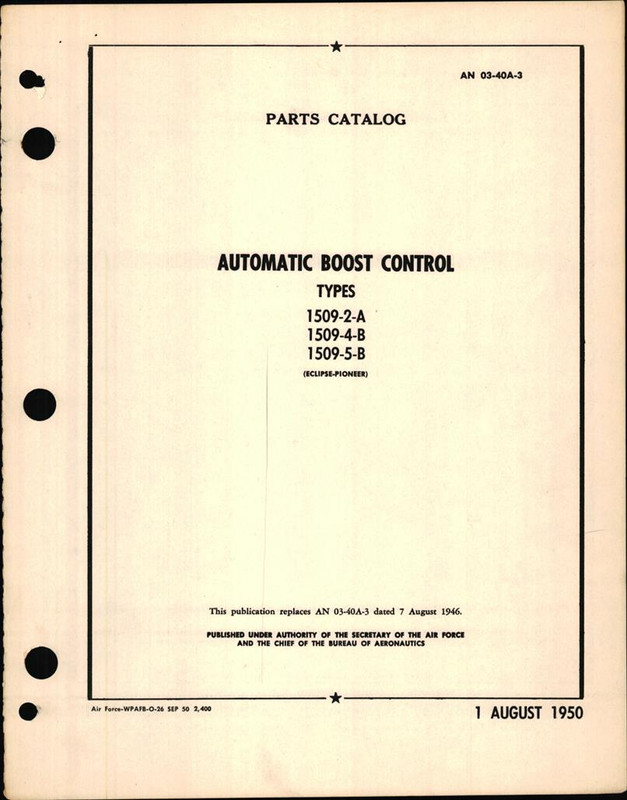 AN 03-40A-3
PARTS CATALOG
AUTOMATIC BOOST CONTROL
TYPES
1509-2-A
1509-4-B
1509-5-B
(ECLIPSE-PIONEER)
This publication replaces AN 03-40A-3 dated 7 August 1946.
PUBLISHED UNDER AUTHORITY OF THE SECRETARY OF THE AIR FORCE
AND THE CHIEF OF THE BUREAU OF AERONAUTICS
Air Force-WPAFB-O-26 SEP 50 2,400
1 AUGUST 1950